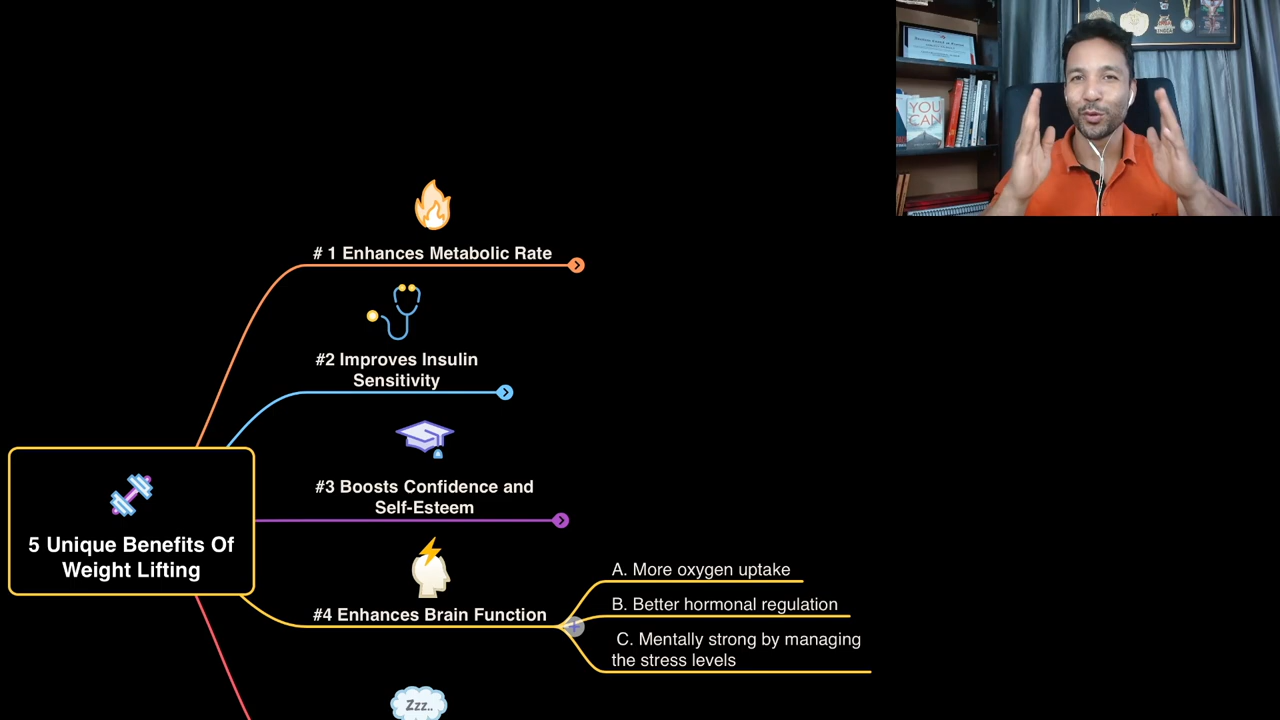 YOU
CAN
# 1 Enhances Metabolic Rate
#2 Improves Insulin
Sensitivity
#3 Boosts Confidence and
Self-Esteem
5 Unique Benefits Of
Weight Lifting
#4 Enhances Brain Function
A. More oxygen uptake
B. Better hormonal regulation
C. Mentally strong by managing
the stress levels
Zzz..